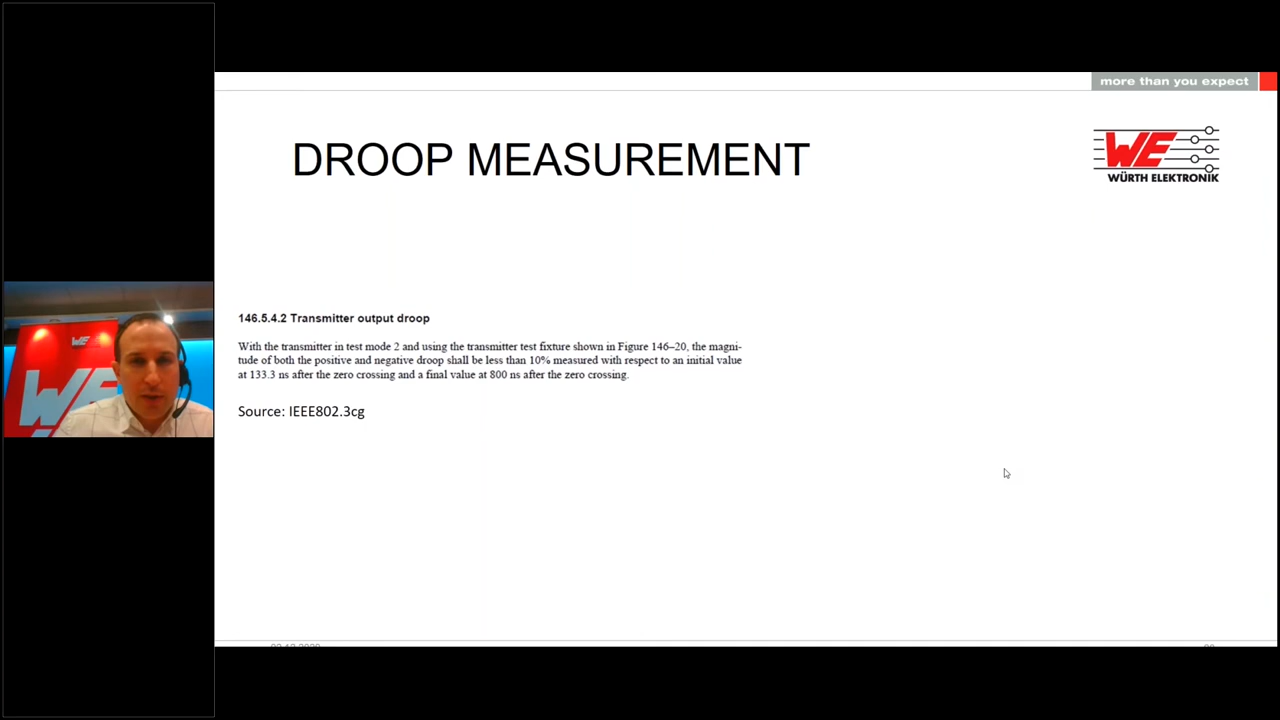 more than you expect
DROOP MEASUREMENT
WE
WÜRTH ELEKTRONIK
146.5.4.2 Transmitter output droop
With the transmitter in test mode 2 and using the transmitter test fixture shown in Figure 146–20, the magni-
tude of both the positive and negative droop shall be less than 10% measured with respect to an initial value
at 133.3 ns after the zero crossing and a final value at 800 ns after the zero crossing.
Source: IEEE802.3cg
WE
WE